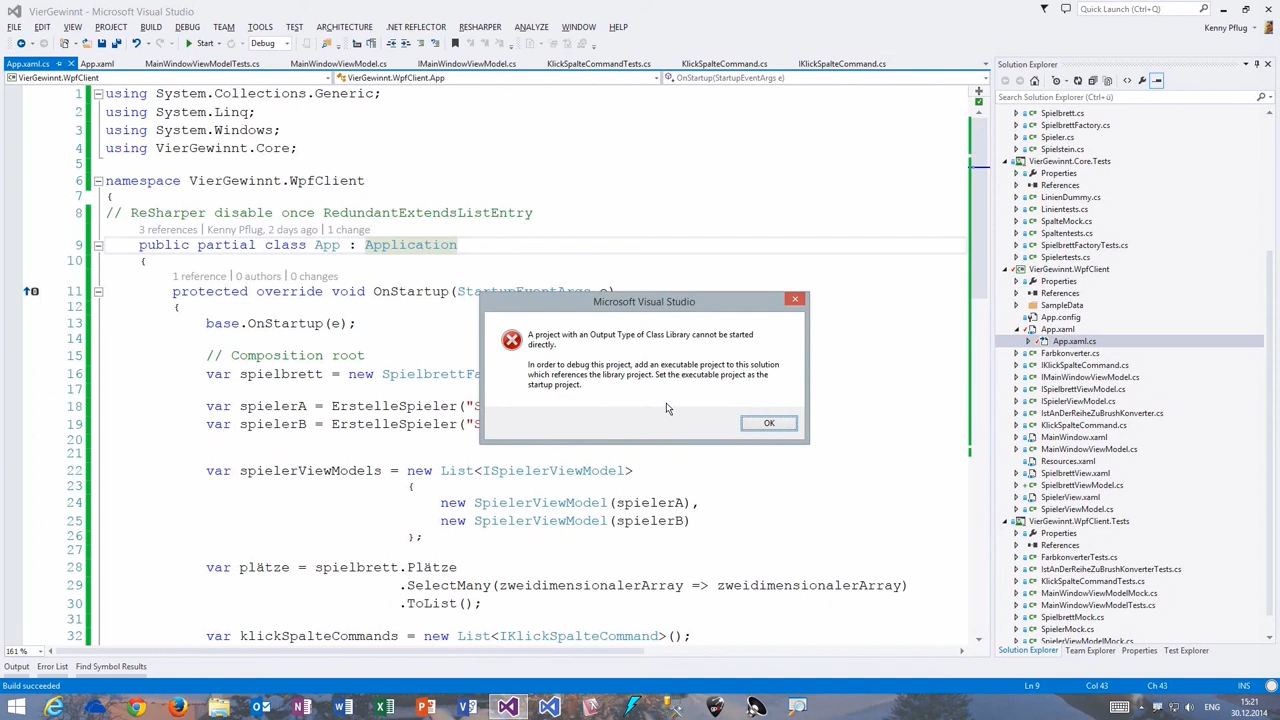 VierGewinnt - Microsoft Visual Studio
Quick Launch (Ctrl+Q)
FILE EDIT VIEW PROJECT BUILD DEBUG TEAM TOOLS TEST ARCHITECTURE .NET REFLECTOR RESHARPER ANALYZE WINDOW HELP
Kenny Pflug
Start Debug
App.xaml.cs App.xaml MainWindowViewModelTests.cs MainWindowViewModel.cs IMainWindowViewModel.cs KlickSpalteCommandTests.cs KlickSpalteCommand.cs IKlickSpalteCommand.cs
VierGewinnt.WpfClient VierGewinnt.WpfClient.App OnStartup(StartupEventArgs e)
1 using System.Collections.Generic;
2 using System.Linq;
3 using System.Windows;
4 using VierGewinnt.Core;
5
6 namespace VierGewinnt.WpfClient
7 {
8 // ReSharper disable once RedundantExtendsListEntry
3 references | Kenny Pflug, 2 days ago | 1 change
9 public partial class App : Application
10 {
1 reference | 0 authors | 0 changes
11 protected override void OnStartup(StartupEventArgs e)
12 {
13 base.OnStartup(e);
14
15 // Composition root
16 var spielbrett = new SpielbrettFa
17
18 var spielerA = ErstelleSpieler("S
19 var spielerB = ErstelleSpieler("S
20
21
22 var spielerViewModels = new List<ISpielerViewModel>
23 {
24 new SpielerViewModel(spielerA),
25 new SpielerViewModel(spielerB)
26 };
27
28 var plätze = spielbrett.Plätze
29 .SelectMany(zweidimensionalerArray => zweidimensionalerArray)
30 .ToList();
31
32 var klickSpalteCommands = new List<IKlickSpalteCommand>();
Microsoft Visual Studio
A project with an Output Type of Class Library cannot be started
directly.
In order to debug this project, add an executable project to this solution
which references the library project. Set the executable project as the
startup project.
OK
161 %
Output Error List Find Symbol Results
Build succeeded
Ln 9 Col 43 Ch 43 INS
Solution Explorer
Search Solution Explorer (Ctrl+ü)
Spielbrett.cs
SpielbrettFactory.cs
Spieler.cs
Spielstein.cs
VierGewinnt.Core.Tests
Properties
References
LinienDummy.cs
Linientests.cs
SpalteMock.cs
Spaltentests.cs
SpielbrettFactoryTests.cs
Spielertests.cs
VierGewinnt.WpfClient
Properties
References
SampleData
App.config
App.xaml
App.xaml.cs
Farbkonverter.cs
IKlickSpalteCommand.cs
IMainWindowViewModel.cs
ISpielbrettViewModel.cs
ISpielerViewModel.cs
IstAnDerReiheZuBrushKonverter.cs
KlickSpalteCommand.cs
MainWindow.xaml
MainWindowViewModel.cs
Resources.xaml
SpielbrettView.xaml
SpielbrettViewModel.cs
SpielerView.xaml
SpielerViewModel.cs
VierGewinnt.WpfClient.Tests
Properties
References
FarbkonverterTests.cs
IstAnDerReiheZuBrushKonverterTests.cs
KlickSpalteCommandTests.cs
MainWindowViewModelMock.cs
MainWindowViewModelTests.cs
SpielbrettMock.cs
SpielerMock.cs
SpielerViewModelMock.cs
Solution Explorer Team Explorer Properties Test Explorer
ENG
15:21
30.12.2014